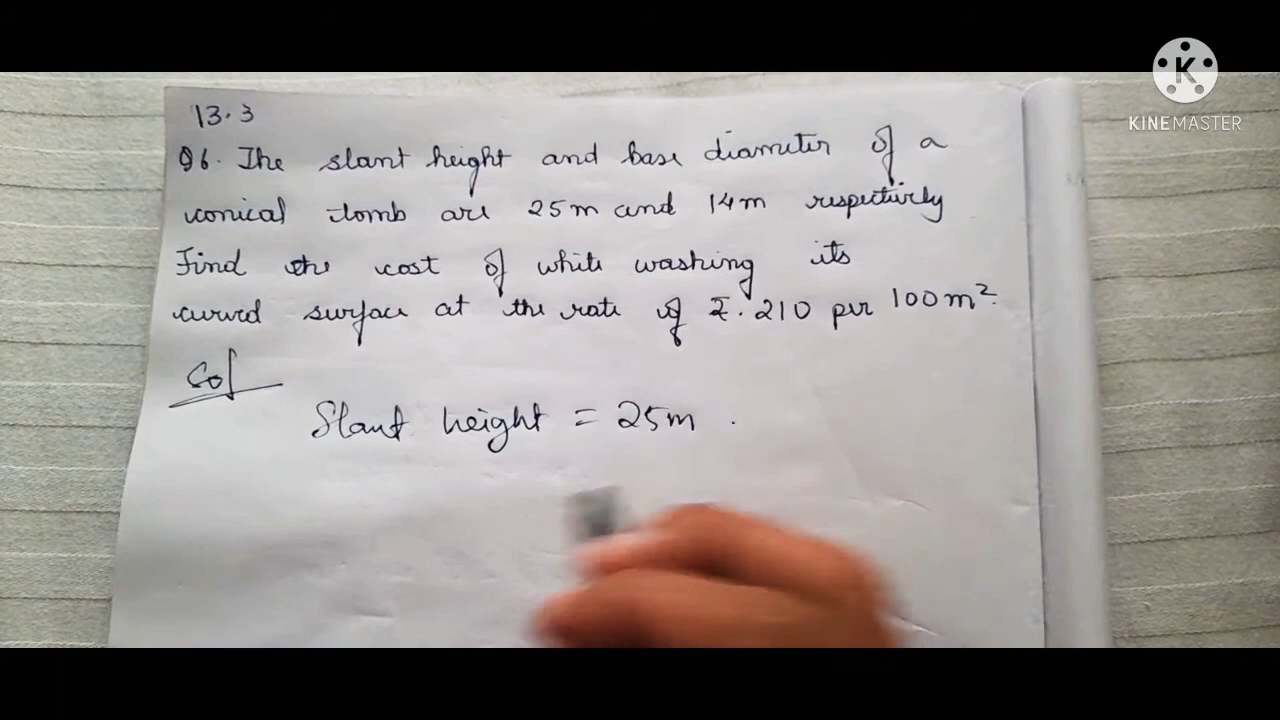 13.3
Q6. The slant height and base diameter of a
conical tomb are 25m and 14m respectively
Find the cost of white washing its
curved surface at the rate of ₹. 210 per 100m².
Sol
Slant height = 25m.
K
KINEMASTER